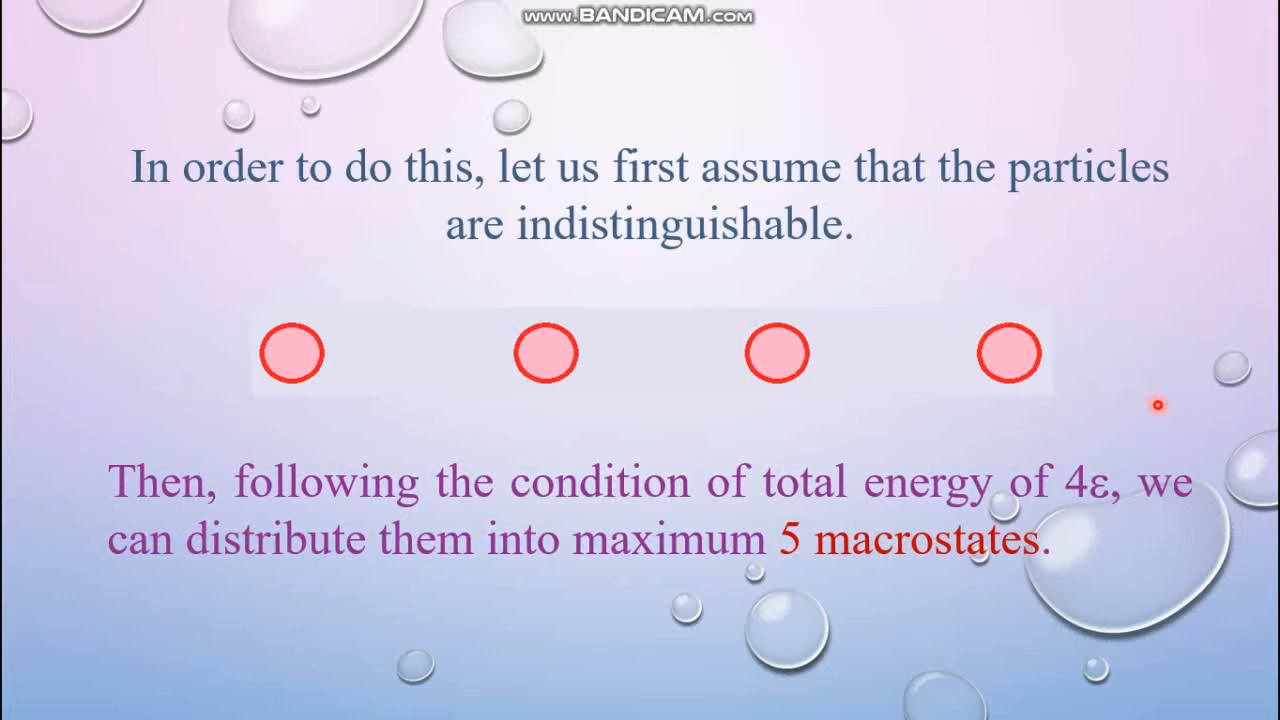 www.BANDICAM.com
In order to do this, let us first assume that the particles
are indistinguishable.
Then, following the condition of total energy of 4ε, we
can distribute them into maximum 5 macrostates.